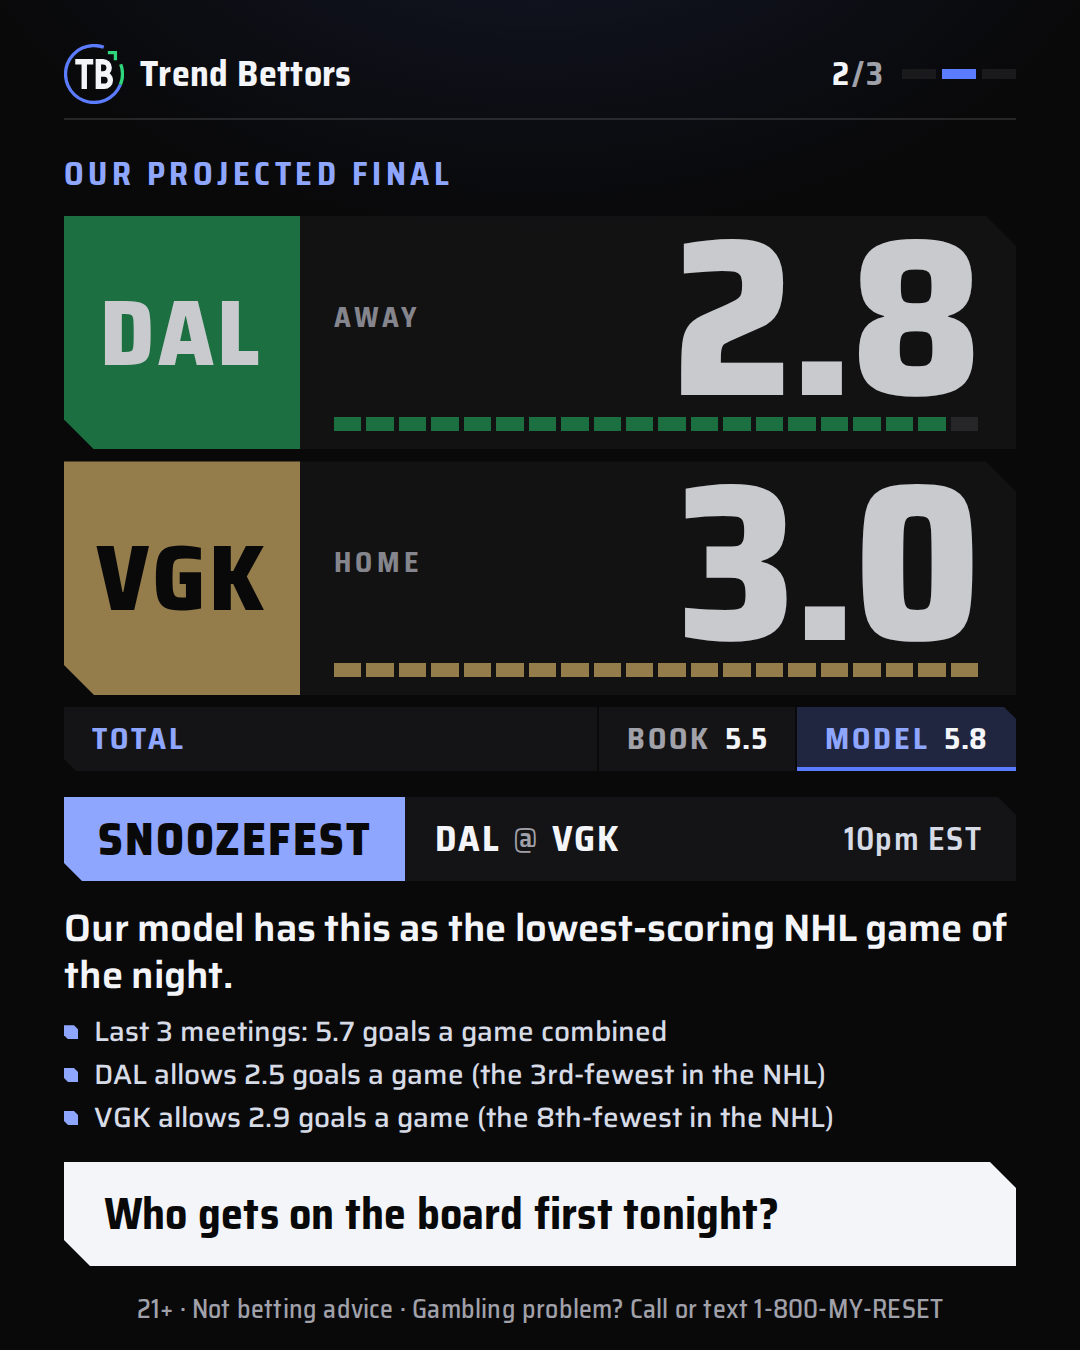 TB Trend Bettors
2/3
OUR PROJECTED FINAL
DAL
AWAY
2.8
VGK
HOME
3.0
TOTAL BOOK 5.5 MODEL 5.8
SNOOZEFEST DAL @ VGK 10pm EST
Our model has this as the lowest-scoring NHL game of
the night.
Last 3 meetings: 5.7 goals a game combined
DAL allows 2.5 goals a game (the 3rd-fewest in the NHL)
VGK allows 2.9 goals a game (the 8th-fewest in the NHL)
Who gets on the board first tonight?
21+ · Not betting advice · Gambling problem? Call or text 1-800-MY-RESET